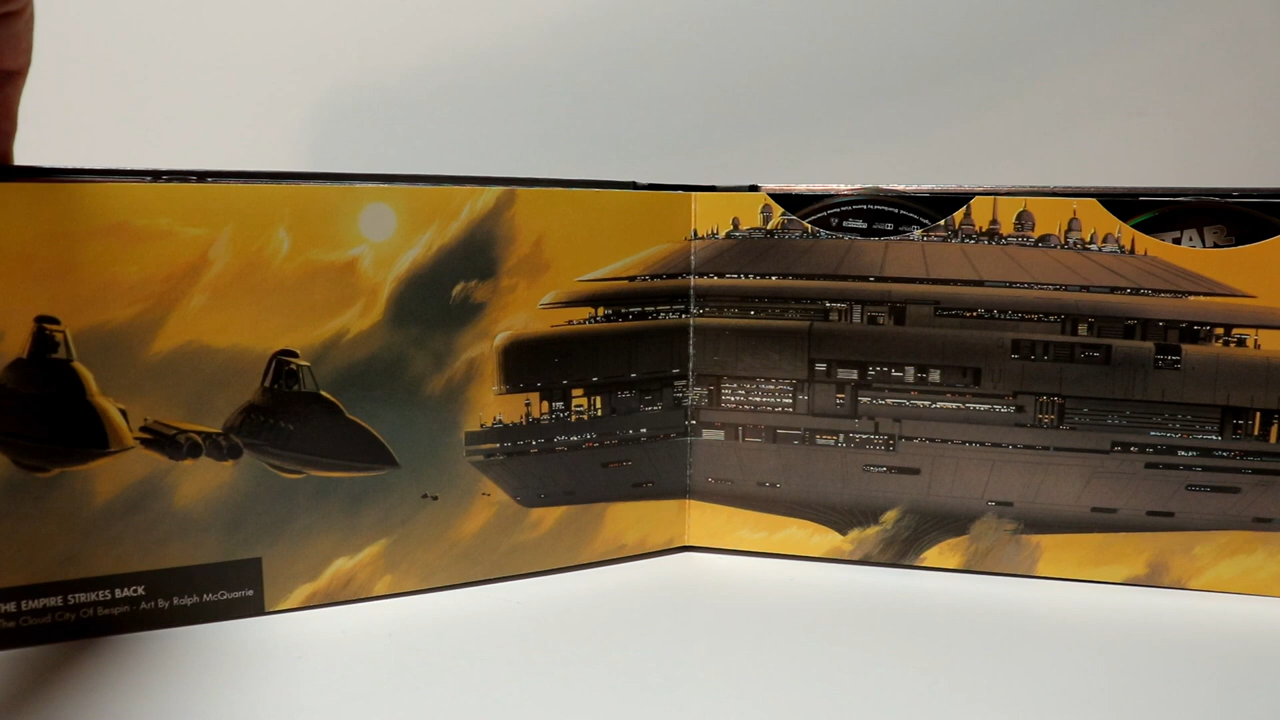 THE EMPIRE STRIKES BACK
The Cloud City Of Bespin - Art By Ralph McQuarrie
STAR